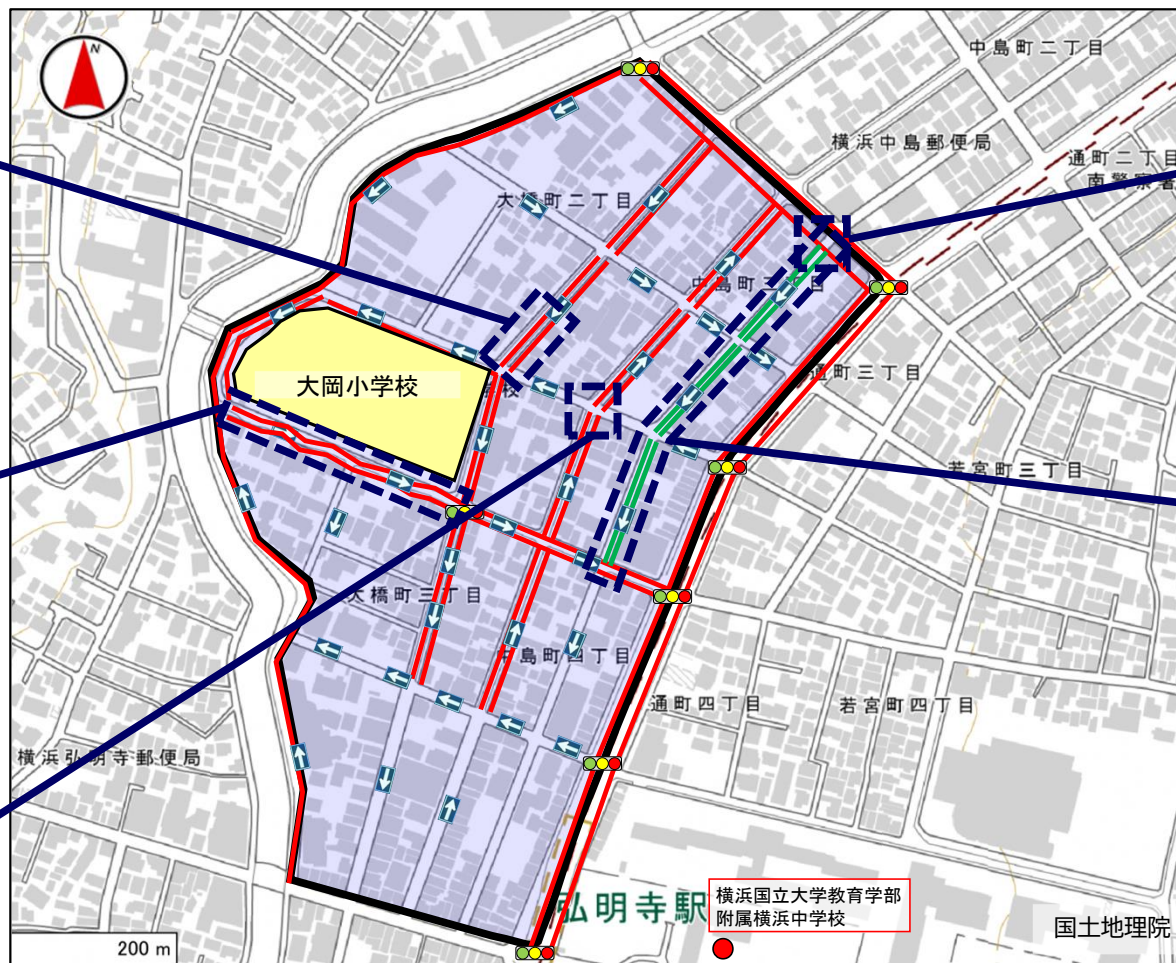 N
中島町二丁目
横浜中島郵便局
通町二丁目
南警察署
大橋町二丁目
中島町三丁目
大岡小学校
校
通町三丁目
若宮町三丁目
大橋町三丁目
中島町四丁目
通町四丁目
若宮町四丁目
横浜弘明寺郵便局
弘明寺駅
横浜国立大学教育学部
附属横浜中学校
国土地理院
200 m